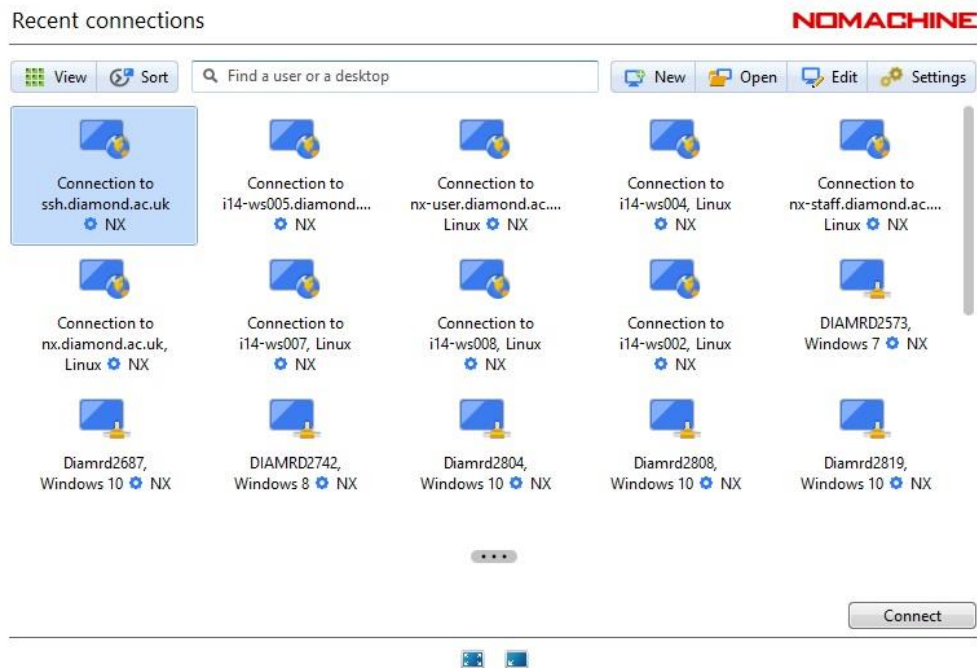 Recent connections
NOMACHINE
View
Sort
Find a user or a desktop
New
Open
Edit
Settings
Connection to
ssh.diamond.ac.uk
NX
Connection to
i14-ws005.diamond....
NX
Connection to
nx-user.diamond.ac....
Linux NX
Connection to
i14-ws004, Linux
NX
Connection to
nx-staff.diamond.ac....
Linux NX
Connection to
nx.diamond.ac.uk,
Linux NX
Connection to
i14-ws007, Linux
NX
Connection to
i14-ws008, Linux
NX
Connection to
i14-ws002, Linux
NX
DIAMRD2573,
Windows 7 NX
Diamrd2687,
Windows 10 NX
DIAMRD2742,
Windows 8 NX
Diamrd2804,
Windows 10 NX
Diamrd2808,
Windows 10 NX
Diamrd2819,
Windows 10 NX
Connect